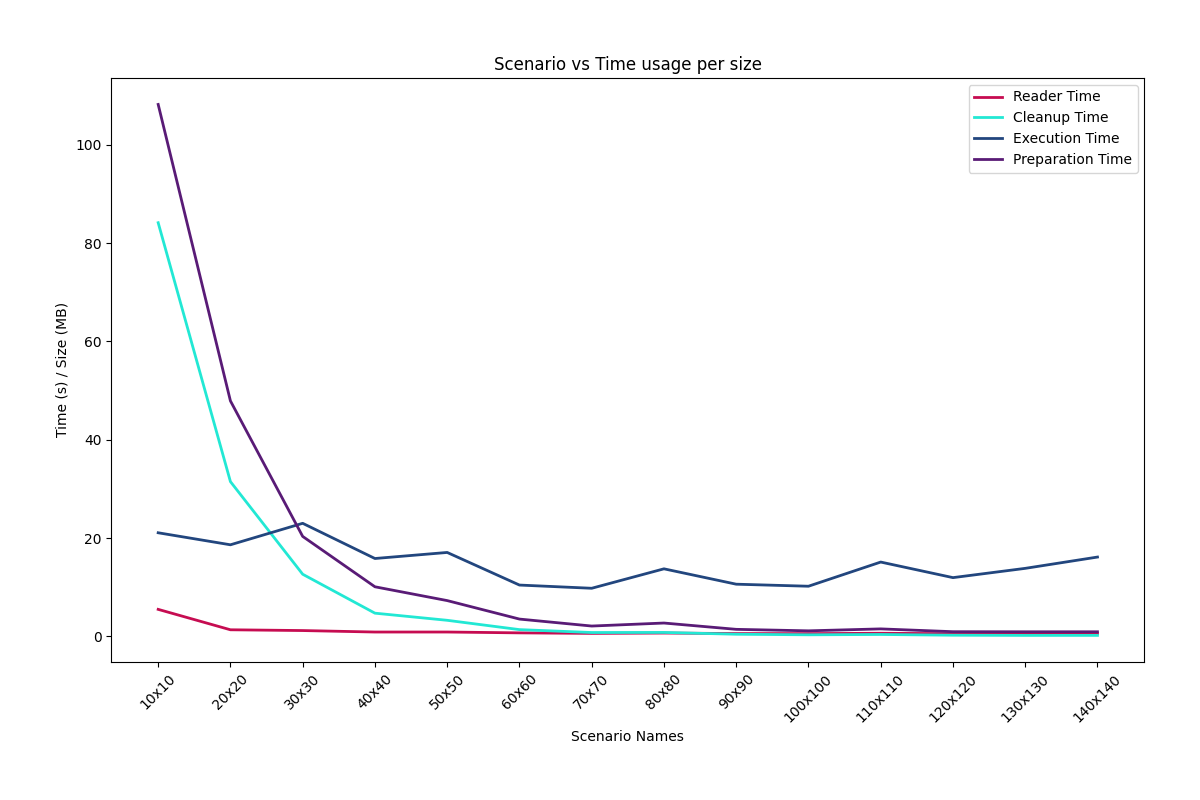 Scenario vs Time usage per size
Reader Time
Cleanup Time
Execution Time
Preparation Time
Time (s) / Size (MB)
100
80
60
40
20
0
10x10
20x20
30x30
40x40
50x50
60x60
70x70
80x80
90x90
100x100
110x110
120x120
130x130
140x140
Scenario Names